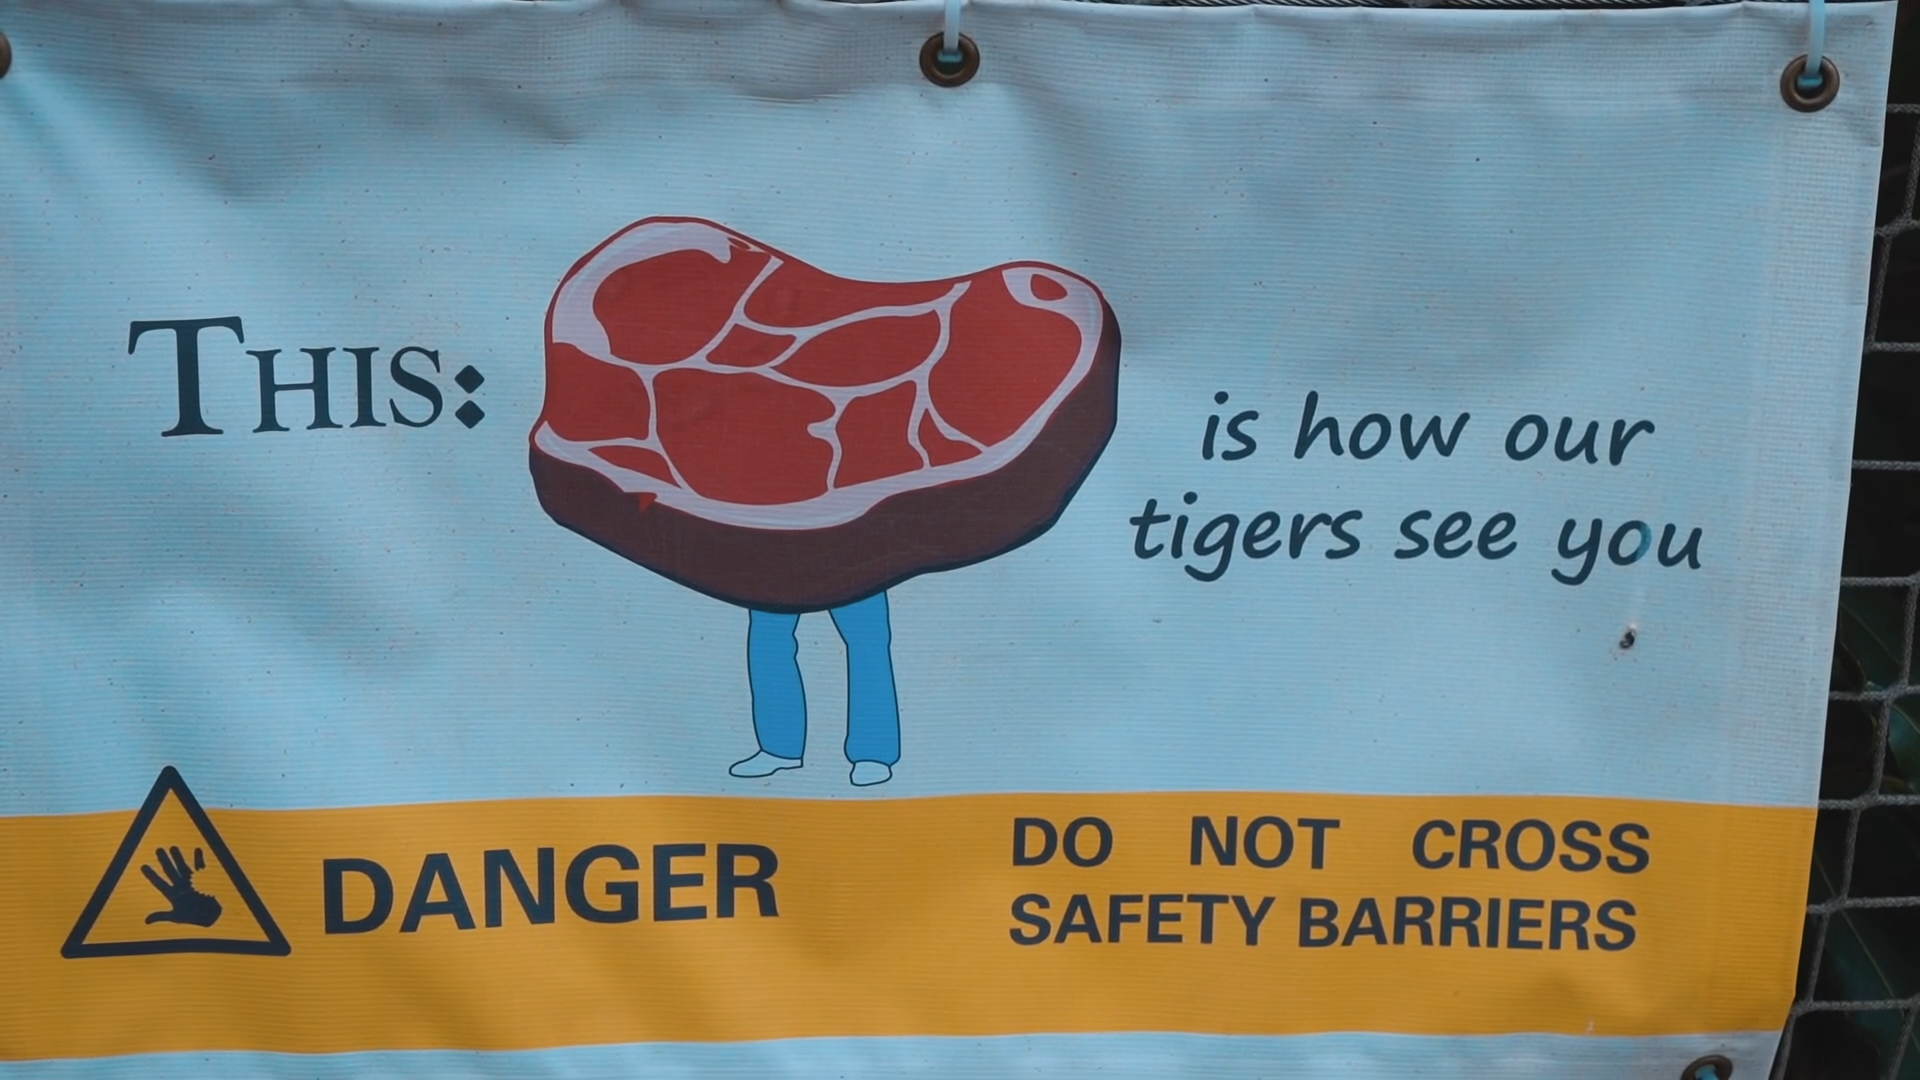 THIS:
is how our
tigers see you
DANGER
DO NOT CROSS
SAFETY BARRIERS